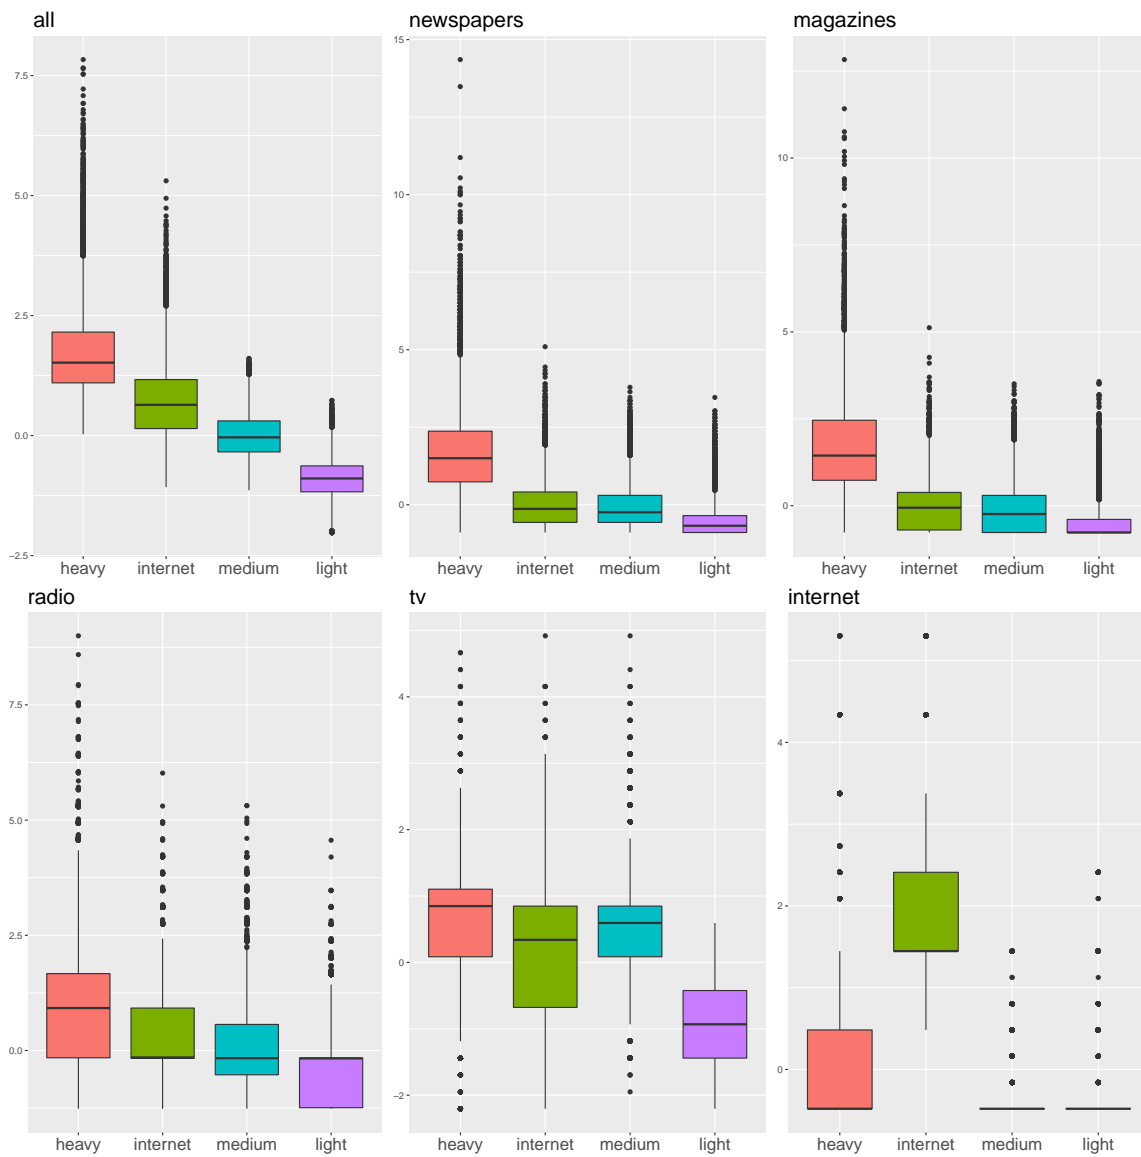 all
7.5
5.0
2.5
0.0
−2.5
heavy internet medium light
newspapers
15
10
5
0
heavy internet medium light
magazines
10
5
0
heavy internet medium light
radio
7.5
5.0
2.5
0.0
heavy internet medium light
tv
4
2
0
−2
heavy internet medium light
internet
4
2
0
heavy internet medium light